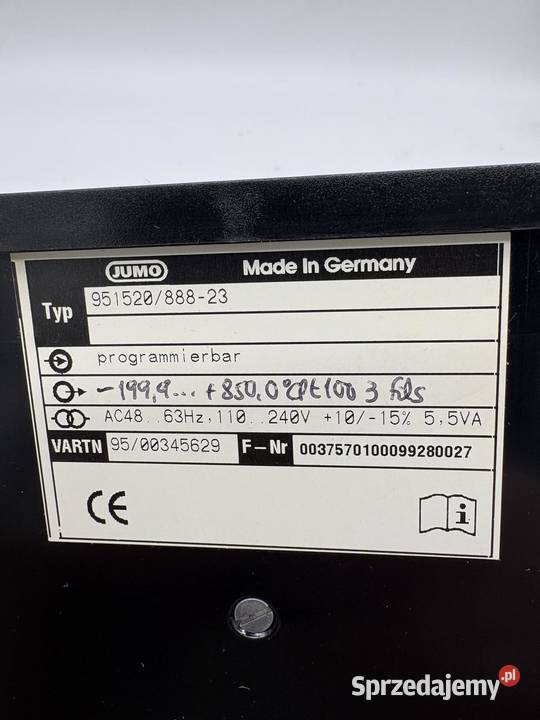 JUMO Made in Germany
Typ 951520/888-23
programmierbar
-199,9... +850,0°C Pt100 3
AC48..63Hz, 110..240V +10/-15% 5,5VA
VARTN 95/00345629 F-Nr 0037570100099280027
CE i
Sprzedajemy.pl